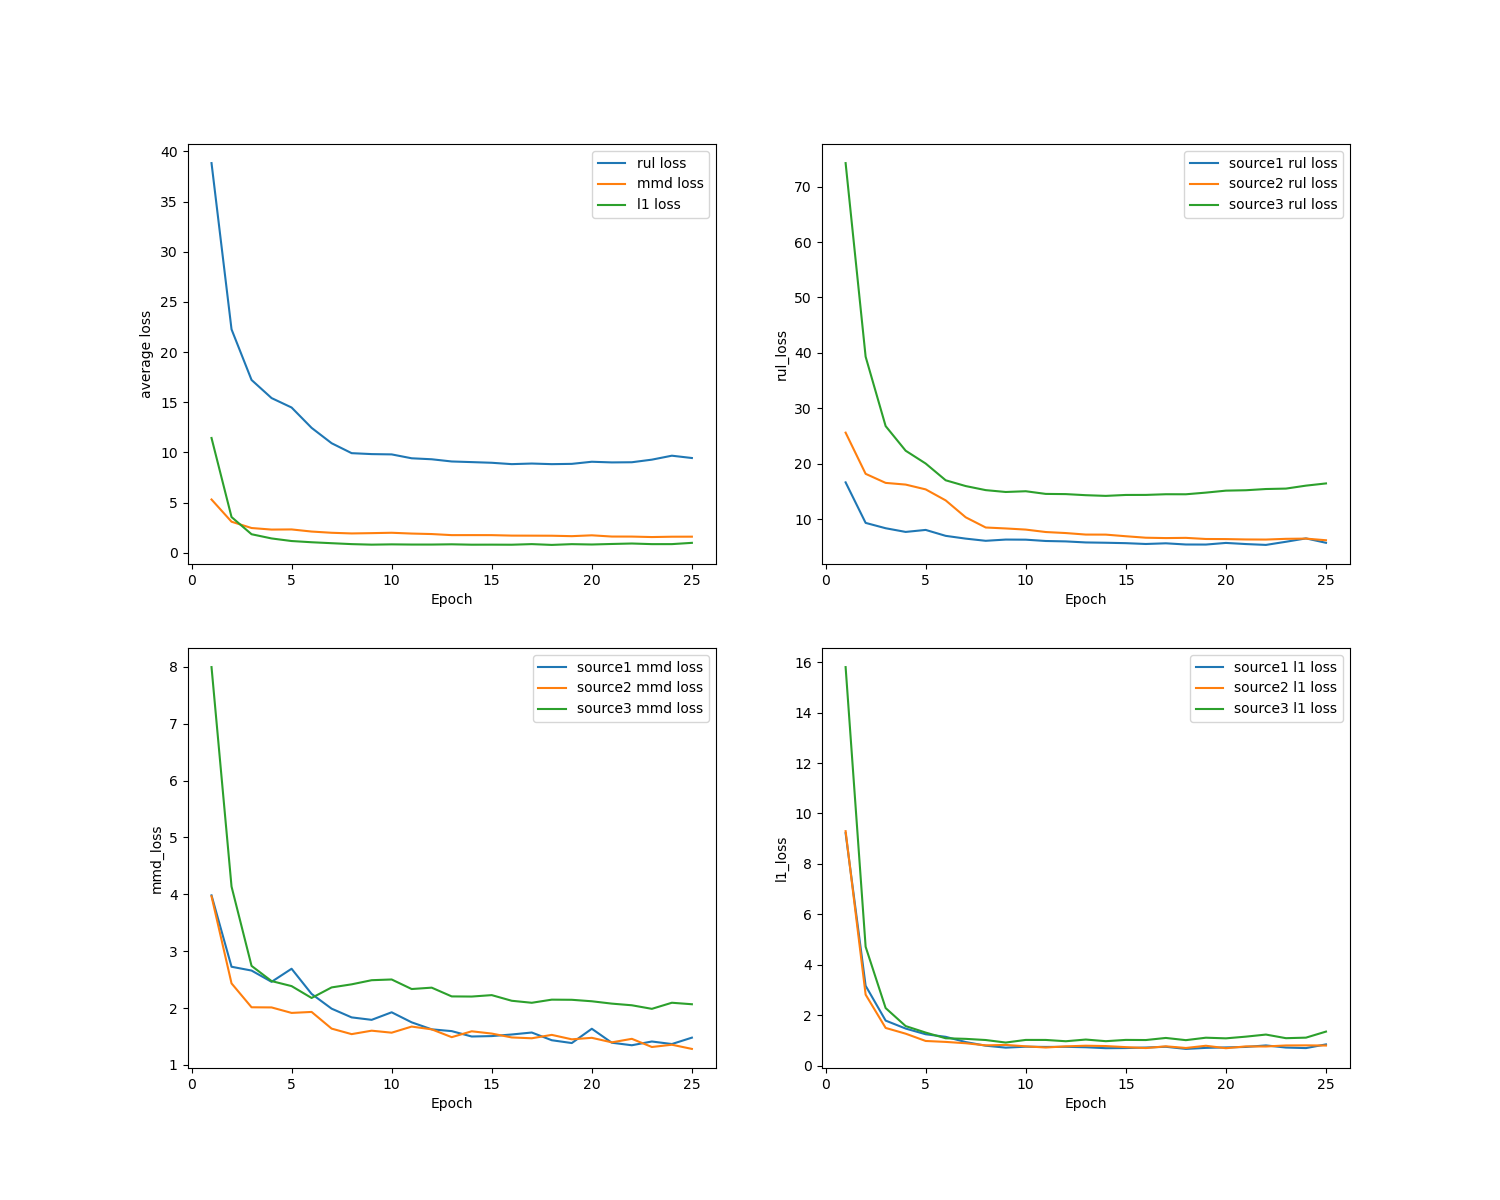 40
35
30
25
20
15
10
5
0
average loss
0 5 10 15 20 25
Epoch
rul loss
mmd loss
l1 loss
70
60
50
40
30
20
10
rul_loss
0 5 10 15 20 25
Epoch
source1 rul loss
source2 rul loss
source3 rul loss
8
7
6
5
4
3
2
1
mmd_loss
0 5 10 15 20 25
Epoch
source1 mmd loss
source2 mmd loss
source3 mmd loss
16
14
12
10
8
6
4
2
0
l1_loss
0 5 10 15 20 25
Epoch
source1 l1 loss
source2 l1 loss
source3 l1 loss